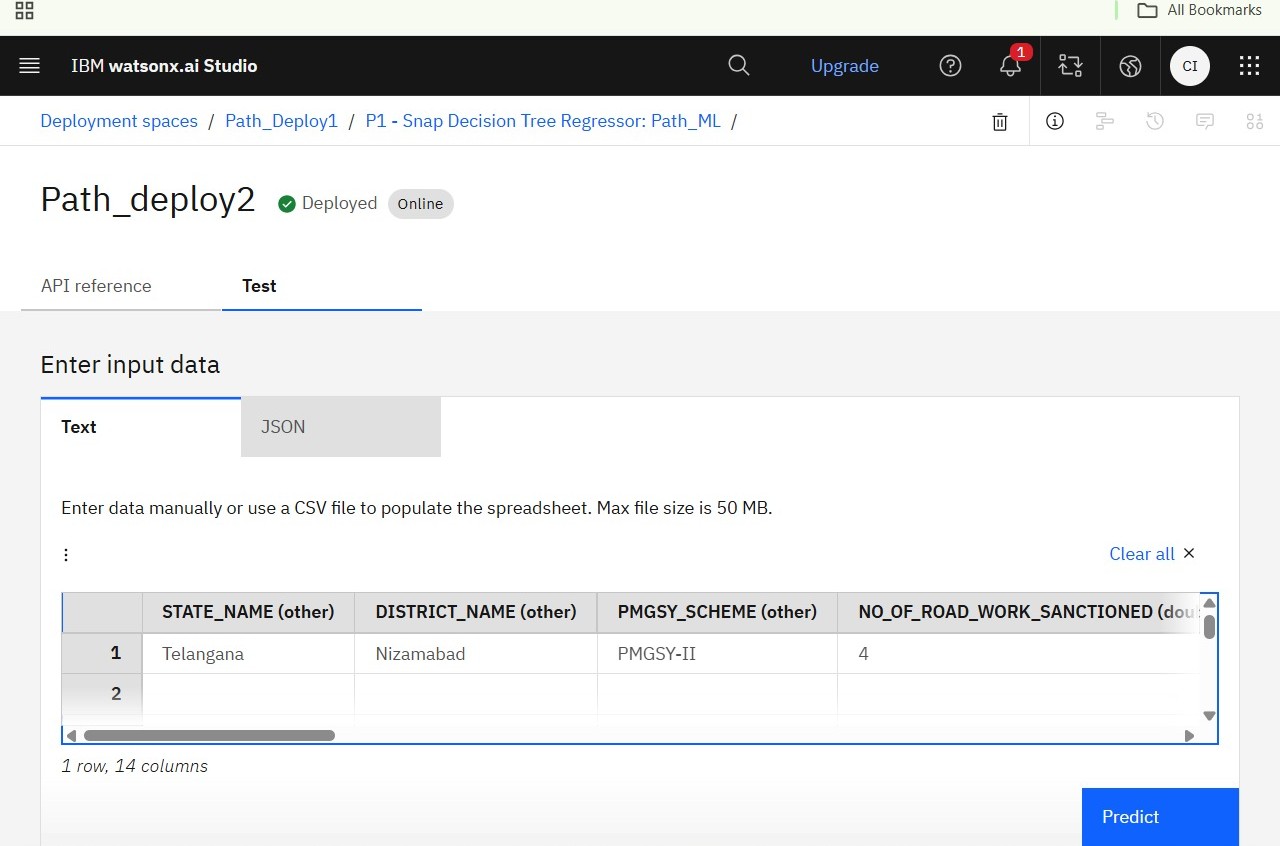 All Bookmarks
IBM watsonx.ai Studio Upgrade 1 CI
Deployment spaces / Path_Deploy1 / P1 - Snap Decision Tree Regressor: Path_ML /
Path_deploy2 Deployed Online
API reference Test
Enter input data
Text JSON
Enter data manually or use a CSV file to populate the spreadsheet. Max file size is 50 MB.
Clear all
STATE_NAME (other) DISTRICT_NAME (other) PMGSY_SCHEME (other) NO_OF_ROAD_WORK_SANCTIONED (dou
1 Telangana Nizamabad PMGSY-II 4
2
1 row, 14 columns
Predict